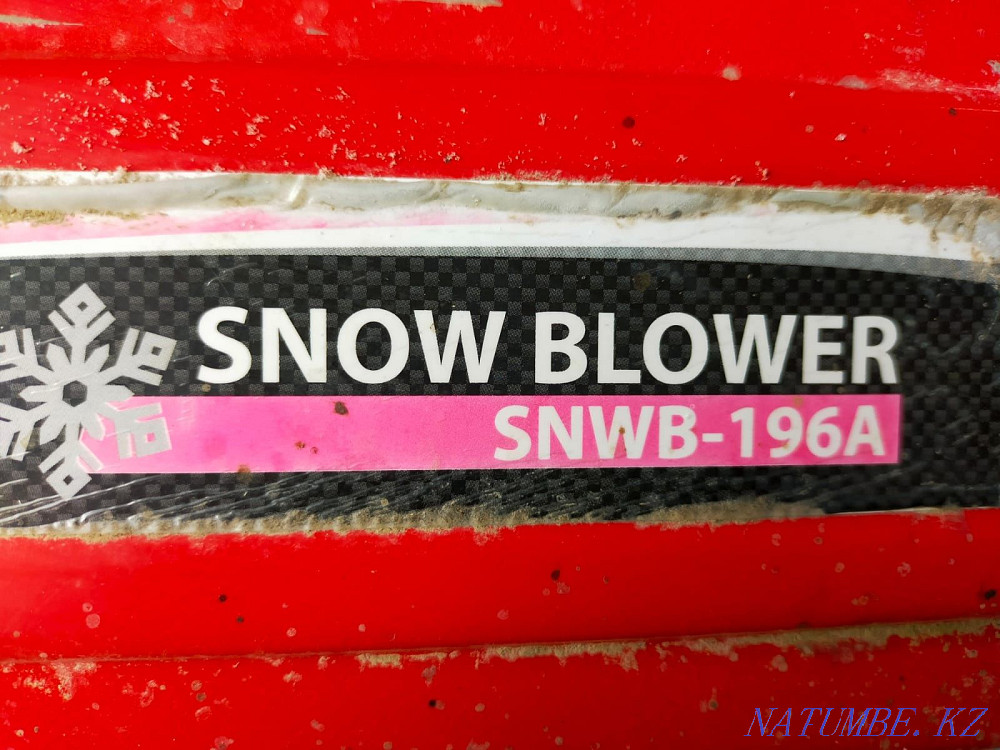 SNOW BLOWER
SNWB-196A
NATUMBE. KZ